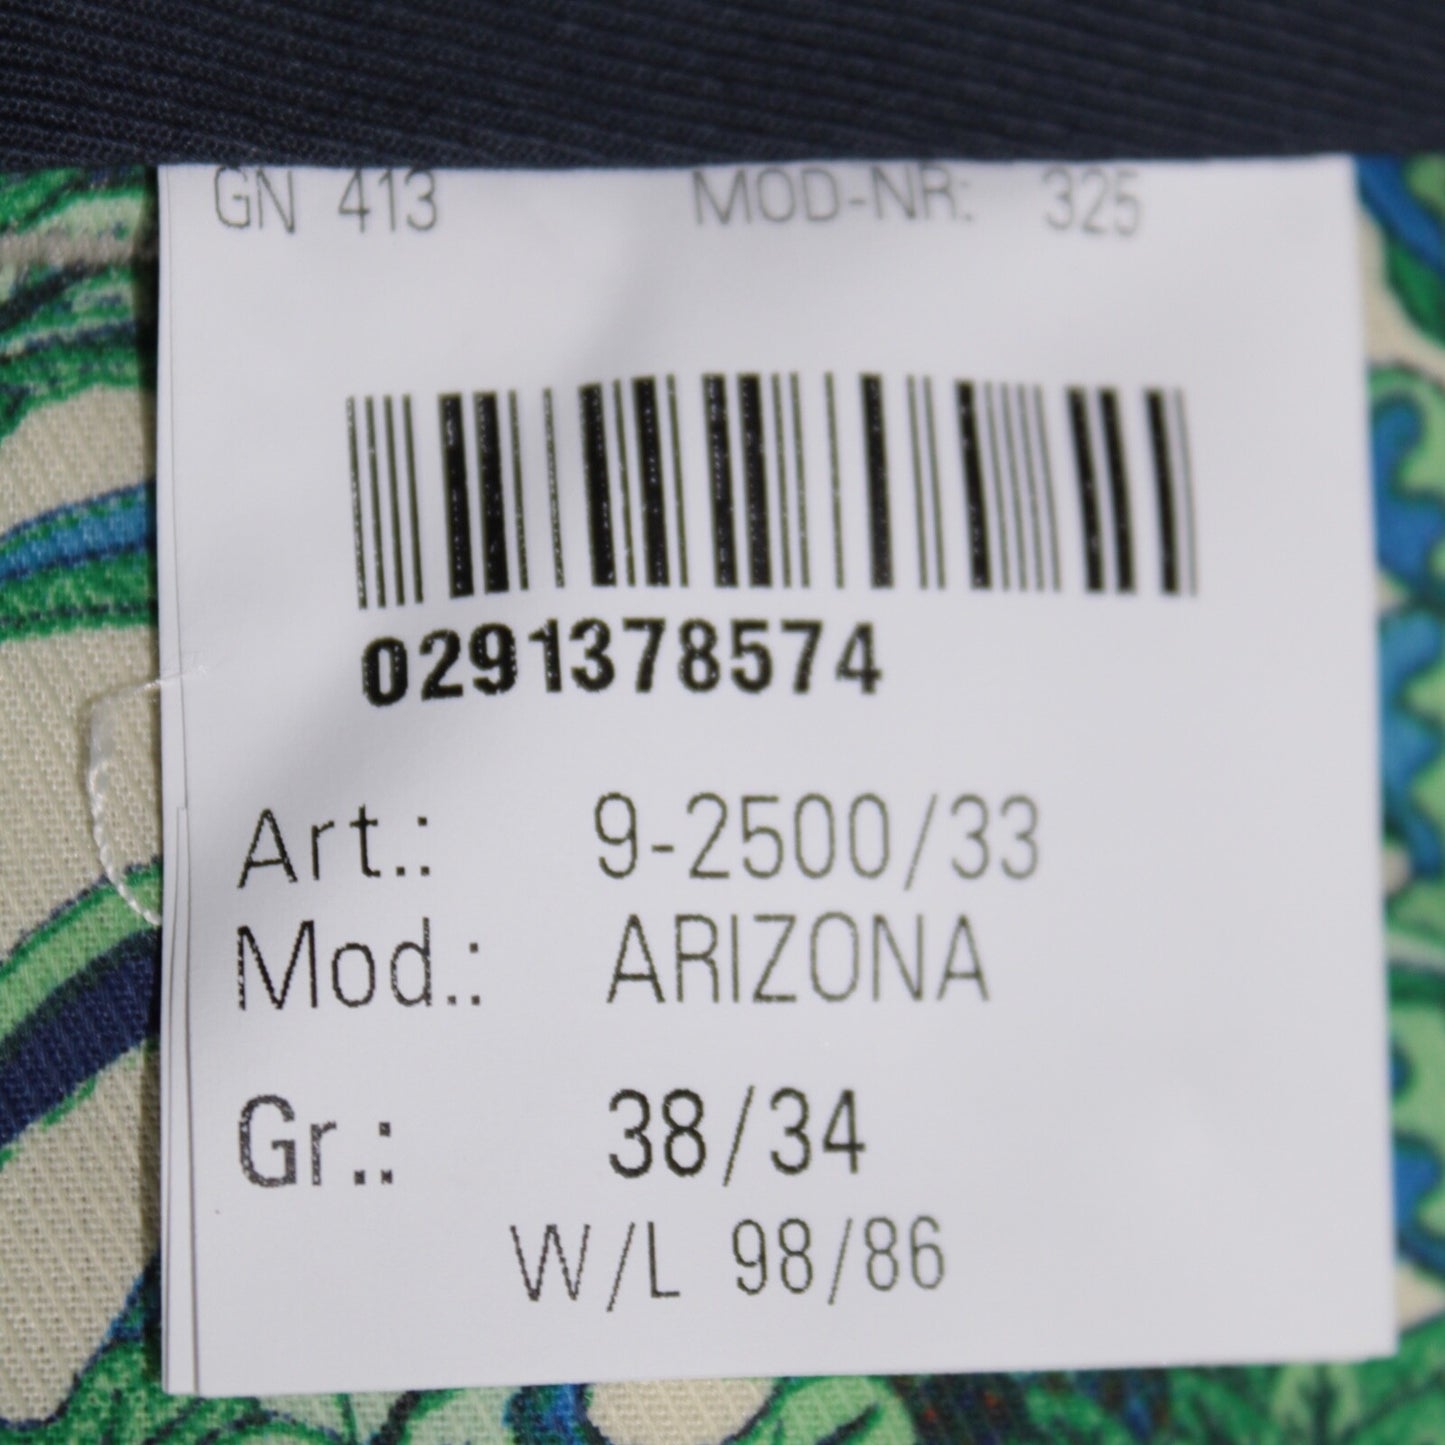 GN 413 MOD-NR: 325
0291378574
Art.: 9-2500/33
Mod.: ARIZONA
Gr.: 38/34
W/L 98/86